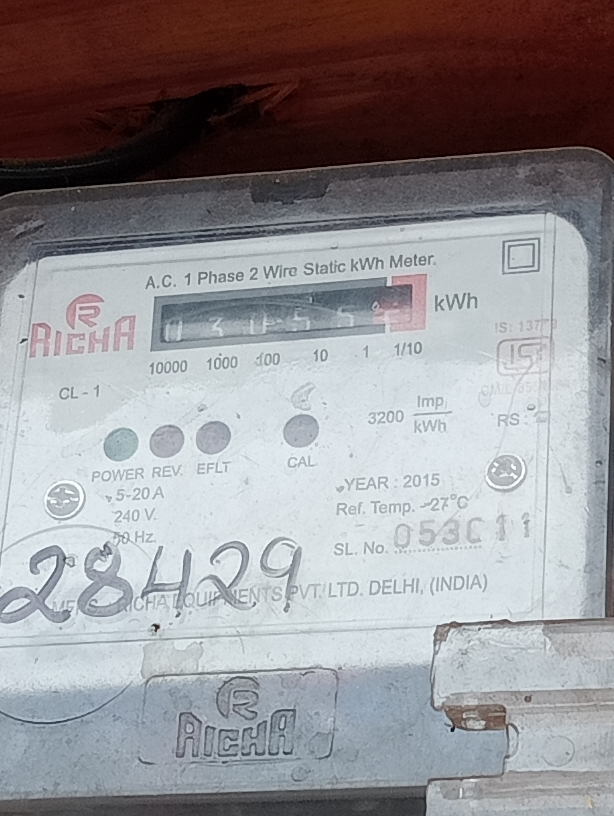 A.C. 1 Phase 2 Wire Static kWh Meter.
RICHA
kWh
10000 1000 100 10 1 1/10
CL - 1
3200 Imp/kWh
RS :
POWER REV. EFLT CAL
5-20 A
240 V.
50 Hz.
YEAR : 2015
Ref. Temp. -27°C
SL. No.
28429
RICHA EQUIPMENTS PVT. LTD. DELHI, (INDIA)
RICHA